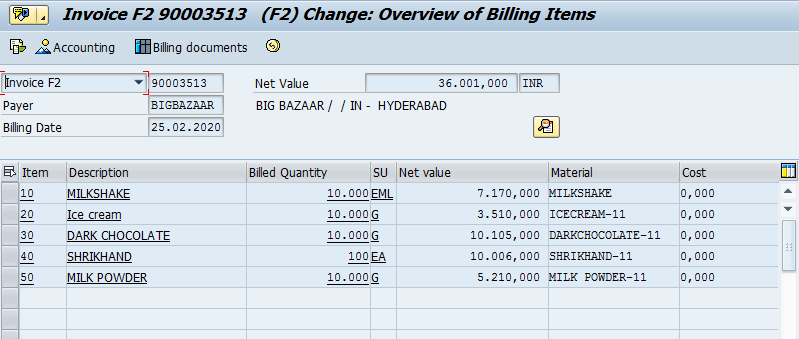 Invoice F2 90003513 (F2) Change: Overview of Billing Items
Accounting Billing documents
Invoice F2 90003513 Net Value 36.001,000 INR
Payer BIGBAZAAR BIG BAZAAR / / IN - HYDERABAD
Billing Date 25.02.2020
Item Description Billed Quantity SU Net value Material Cost
10 MILKSHAKE 10.000 EML 7.170,000 MILKSHAKE 0,000
20 Ice cream 10.000 G 3.510,000 ICECREAM-11 0,000
30 DARK CHOCOLATE 10.000 G 10.105,000 DARKCHOCOLATE-11 0,000
40 SHRIKHAND 100 EA 10.006,000 SHRIKHAND-11 0,000
50 MILK POWDER 10.000 G 5.210,000 MILK POWDER-11 0,000